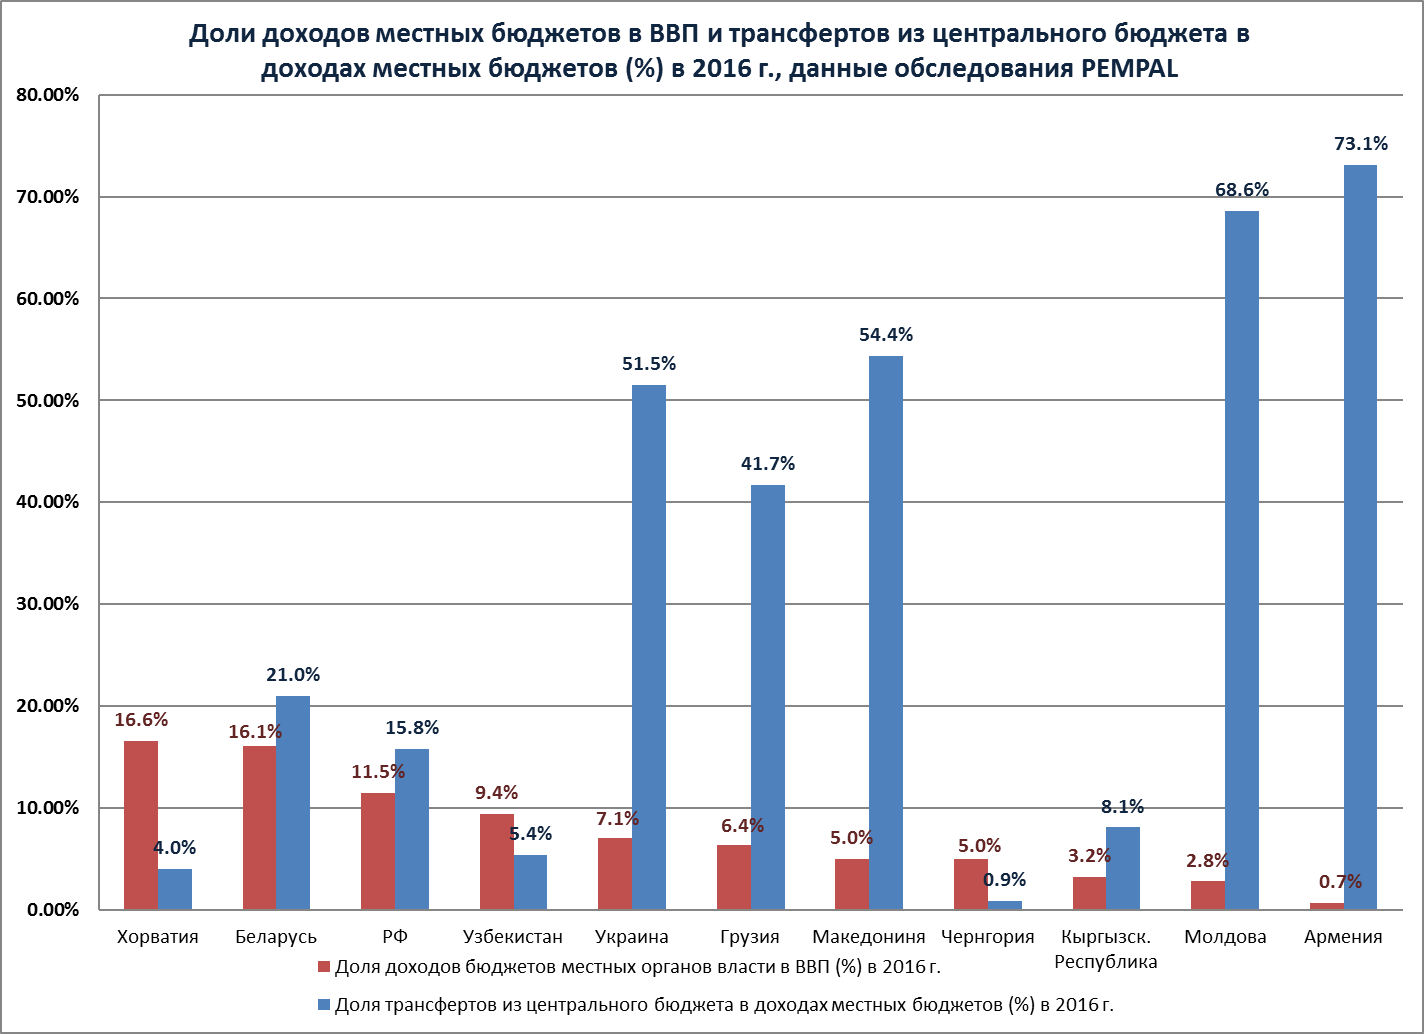 Доли доходов местных бюджетов в ВВП и трансфертов из центрального бюджета в
доходах местных бюджетов (%) в 2016 г., данные обследования PEMPAL
80.00%
70.00%
60.00%
50.00%
40.00%
30.00%
20.00%
10.00%
0.00%
16.6%
4.0%
16.1%
21.0%
11.5%
15.8%
9.4%
5.4%
7.1%
51.5%
6.4%
41.7%
5.0%
54.4%
5.0%
0.9%
3.2%
8.1%
2.8%
68.6%
0.7%
73.1%
Хорватия
Беларусь
РФ
Узбекистан
Украина
Грузия
Македониня
Чернгория
Кыргызск.
Республика
Молдова
Армения
Доля доходов бюджетов местных органов власти в ВВП (%) в 2016 г.
Доля трансфертов из центрального бюджета в доходах местных бюджетов (%) в 2016 г.